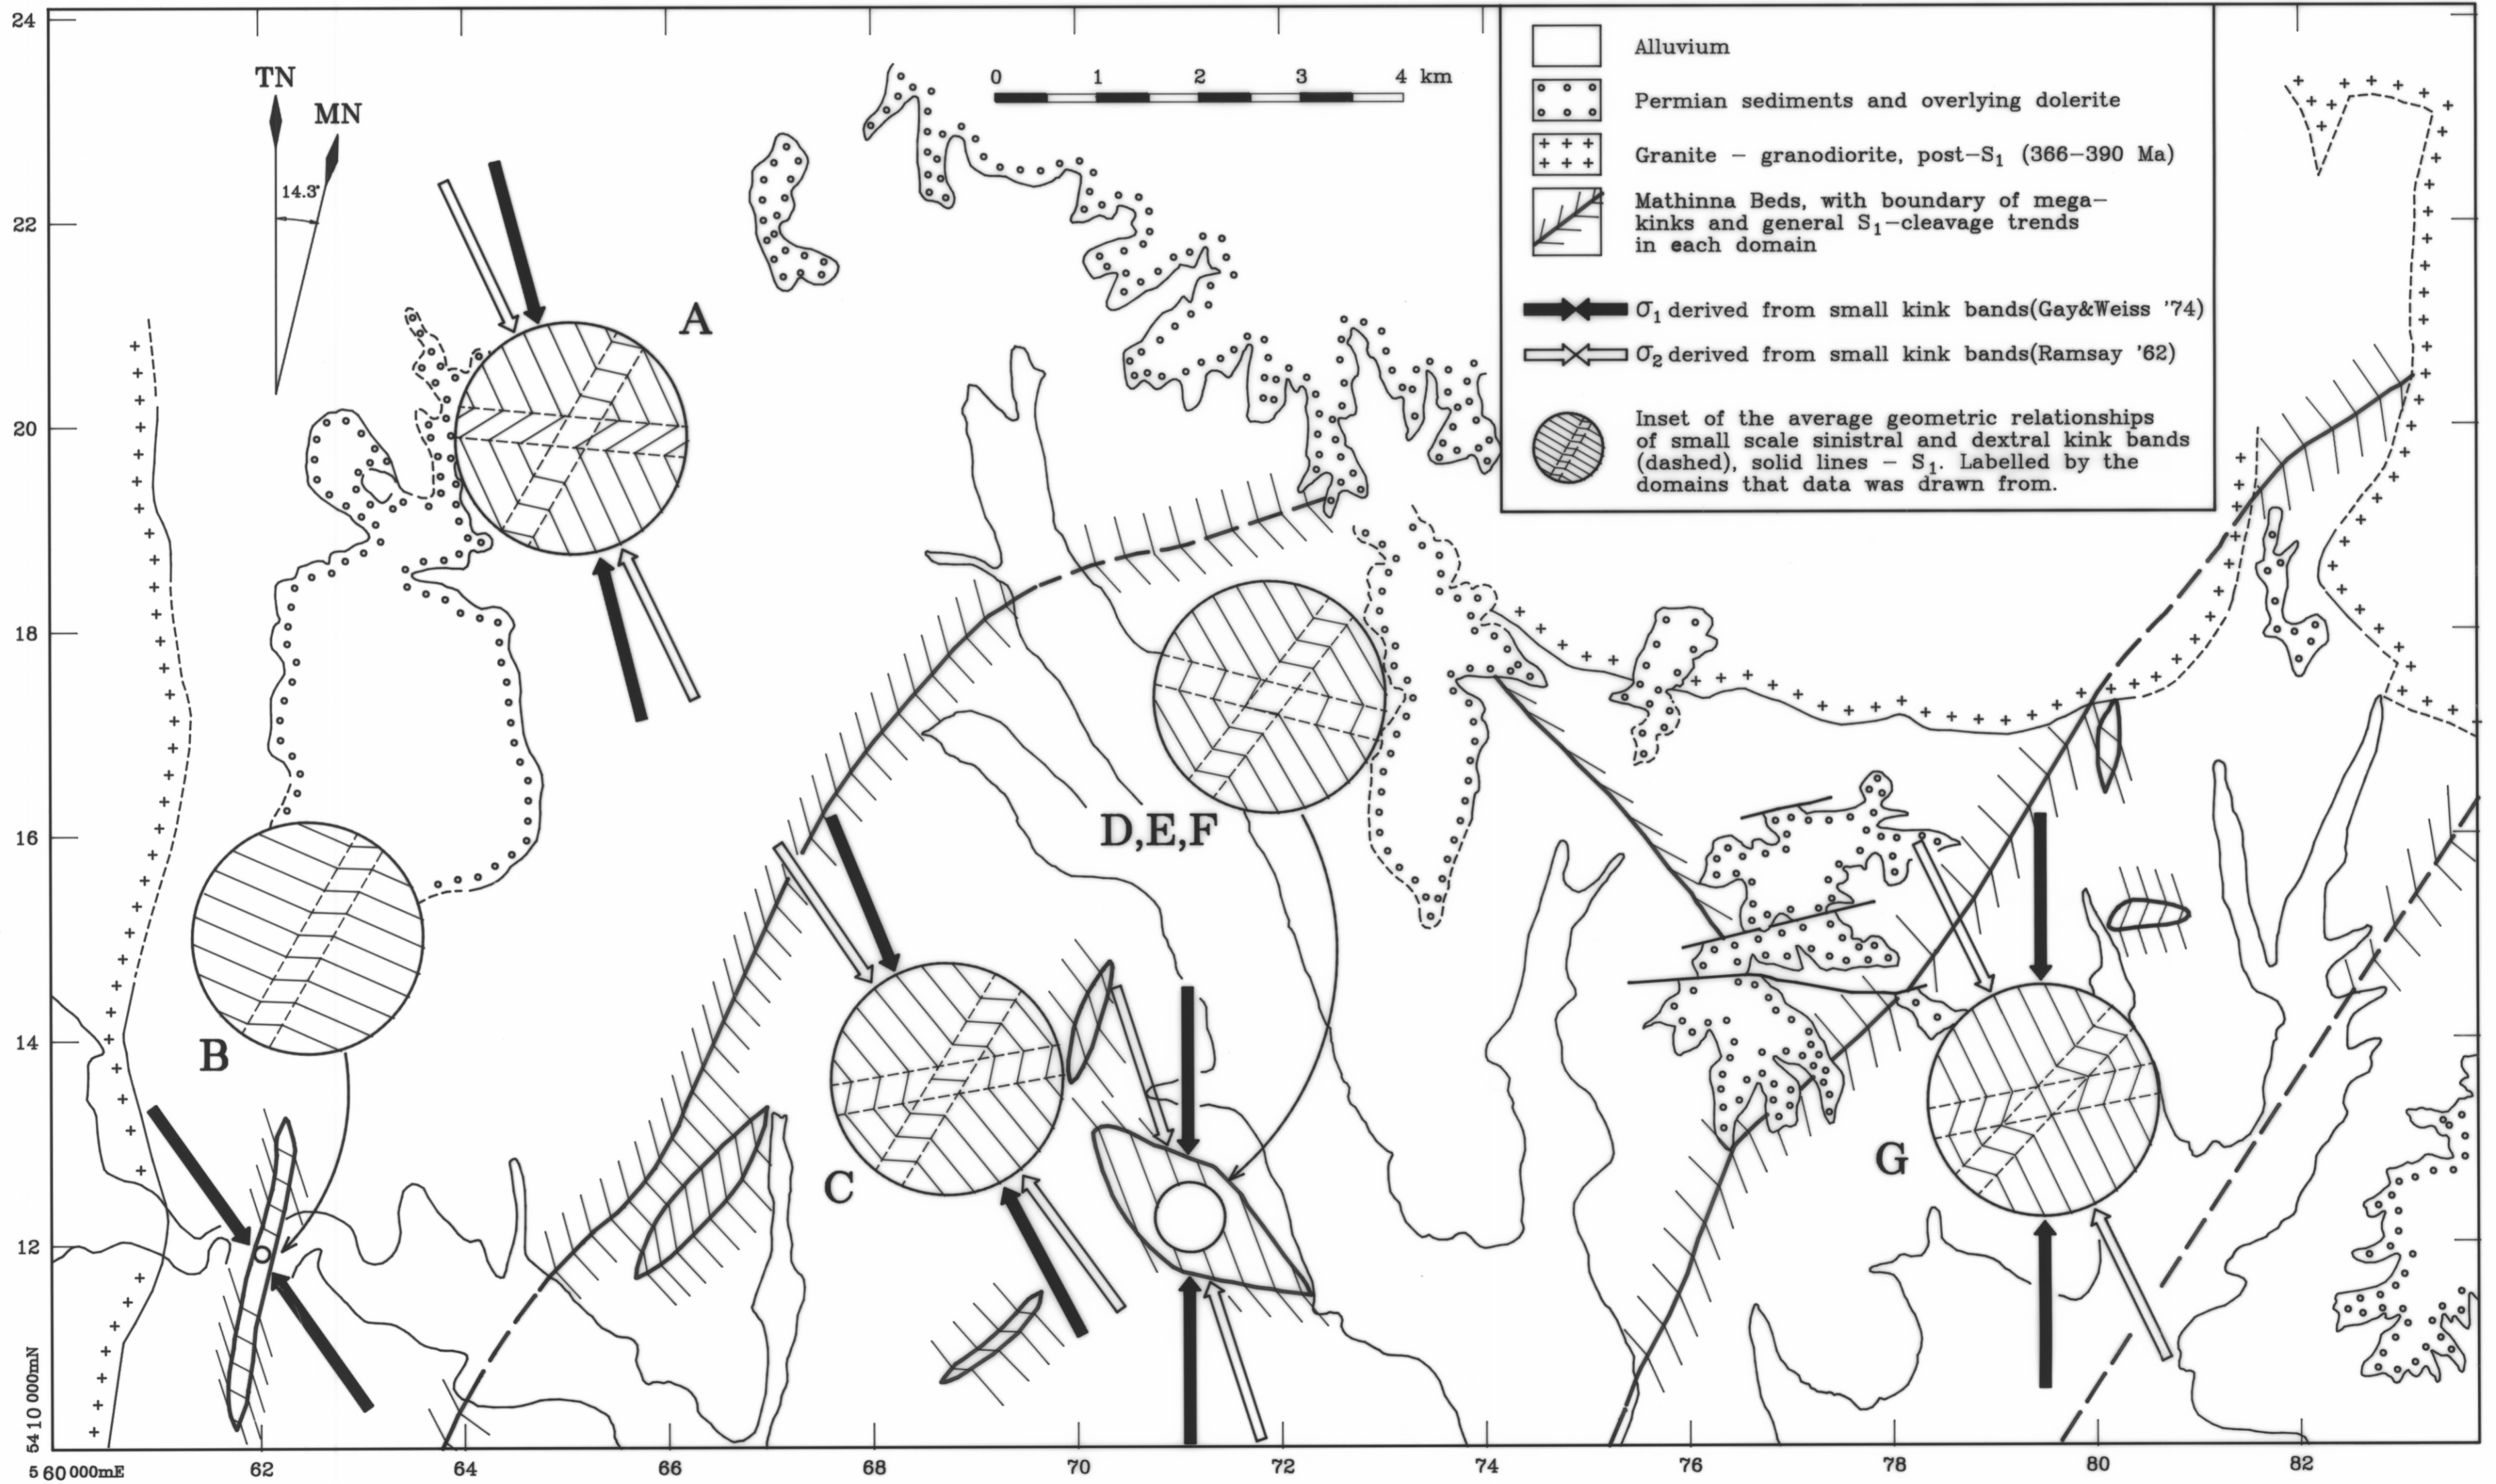 24
22
20
18
16
14
12
54 10 000mN
5 60 000mE
62
64
66
68
70
72
74
76
78
80
82
TN
MN
14.3°
0 1 2 3 4 km
A
B
C
D,E,F
G
Alluvium
Permian sediments and overlying dolerite
Granite – granodiorite, post–S1 (366–390 Ma)
Mathinna Beds, with boundary of mega–
kinks and general S1–cleavage trends
in each domain
σ1 derived from small kink bands(Gay&Weiss '74)
σ2 derived from small kink bands(Ramsay '62)
Inset of the average geometric relationships
of small scale sinistral and dextral kink bands
(dashed), solid lines – S1. Labelled by the
domains that data was drawn from.